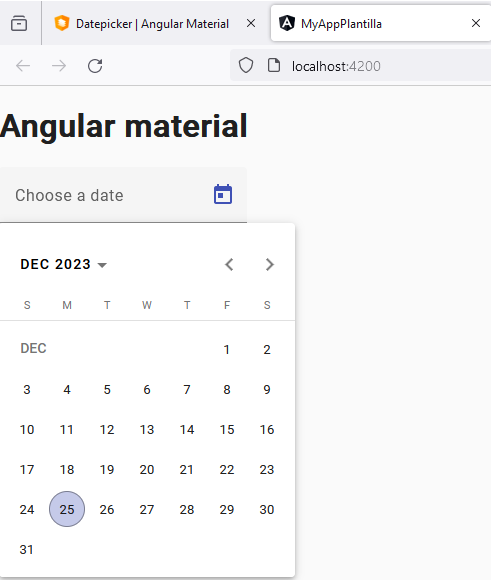 Datepicker | Angular Material
MyAppPlantilla
localhost:4200
Angular material
Choose a date
DEC 2023
S M T W T F S
DEC 1 2
3 4 5 6 7 8 9
10 11 12 13 14 15 16
17 18 19 20 21 22 23
24 25 26 27 28 29 30
31